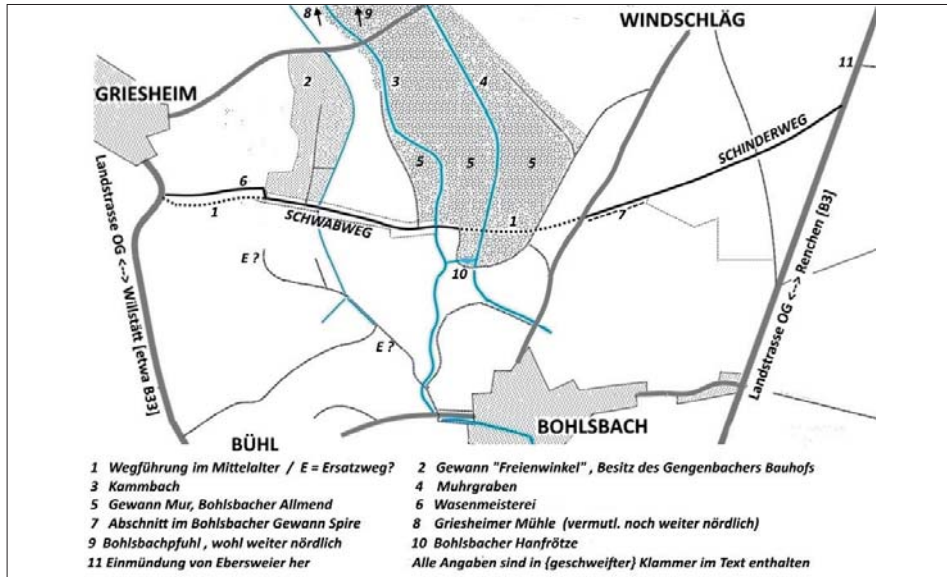 8
9
WINDSCHLÄG
11
2
3
4
GRIESHEIM
SCHINDERWEG
5
5
5
6
1
SCHWABWEG
1
7
Landstrasse OG <--> Willstätt [etwa B33]
E ?
10
Landstrasse OG <--> Renchen [B3]
E ?
BOHLSBACH
BÜHL
1 Wegführung im Mittelalter / E = Ersatzweg?
2 Gewann "Freienwinkel" , Besitz des Gengenbachers Bauhofs
3 Kammbach
4 Muhrgraben
5 Gewann Mur, Bohlsbacher Allmend
6 Wasenmeisterei
7 Abschnitt im Bohlsbacher Gewann Spire
8 Griesheimer Mühle (vermutl. noch weiter nördlich)
9 Bohlsbachpfuhl , wohl weiter nördlich
10 Bohlsbacher Hanfrötze
11 Einmündung von Ebersweier her
Alle Angaben sind in {geschweifter} Klammer im Text enthalten